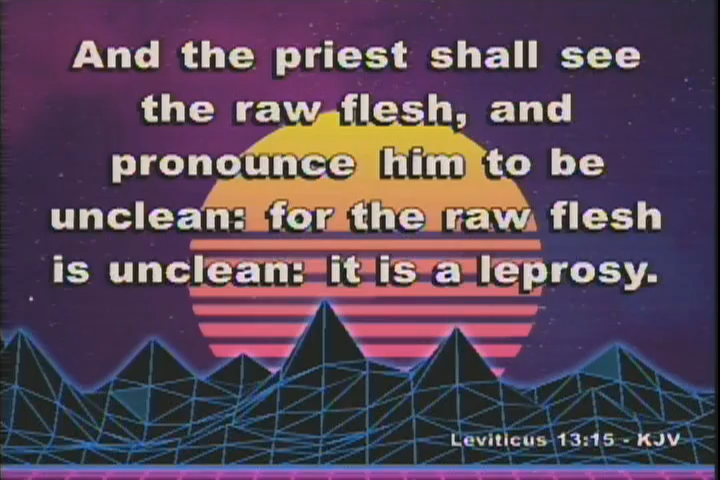 And the priest shall see
the raw flesh, and
pronounce him to be
unclean: for the raw flesh
is unclean: it is a leprosy.
Leviticus 13:15 - KJV